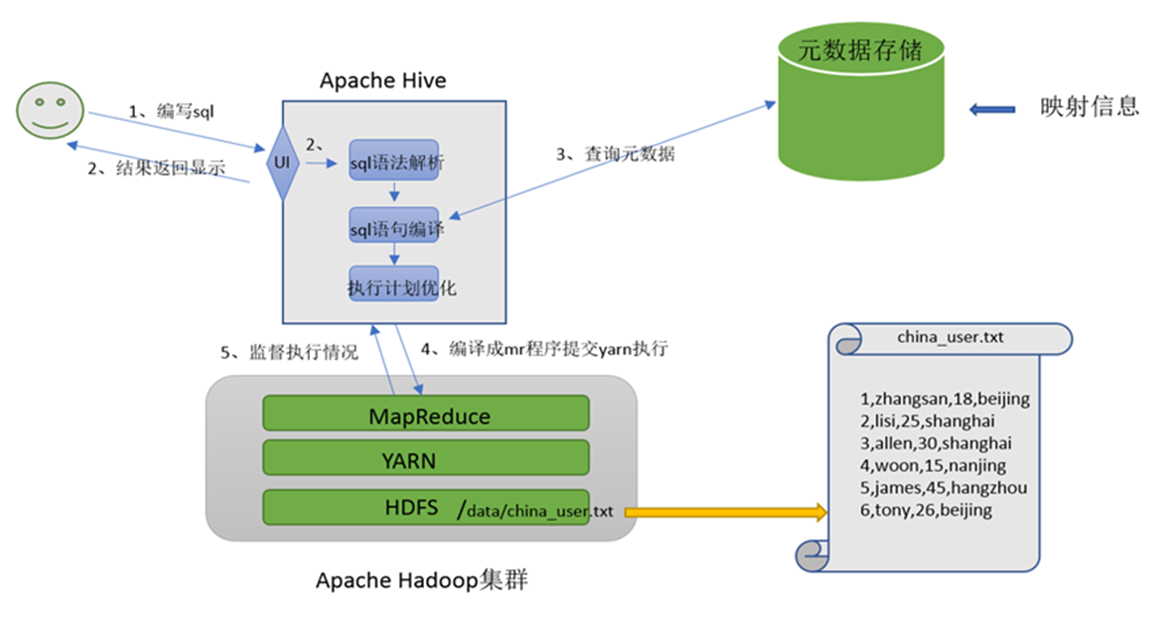 元数据存储
Apache Hive
映射信息
1、编写sql
2、
UI
sql语法解析
3、查询元数据
2、结果返回显示
sql语句编译
执行计划优化
5、监督执行情况
4、编译成mr程序提交yarn执行
china_user.txt
1,zhangsan,18,beijing
2,lisi,25,shanghai
3,allen,30,shanghai
4,woon,15,nanjing
5,james,45,hangzhou
6,tony,26,beijing
MapReduce
YARN
HDFS /data/china_user.txt
Apache Hadoop集群